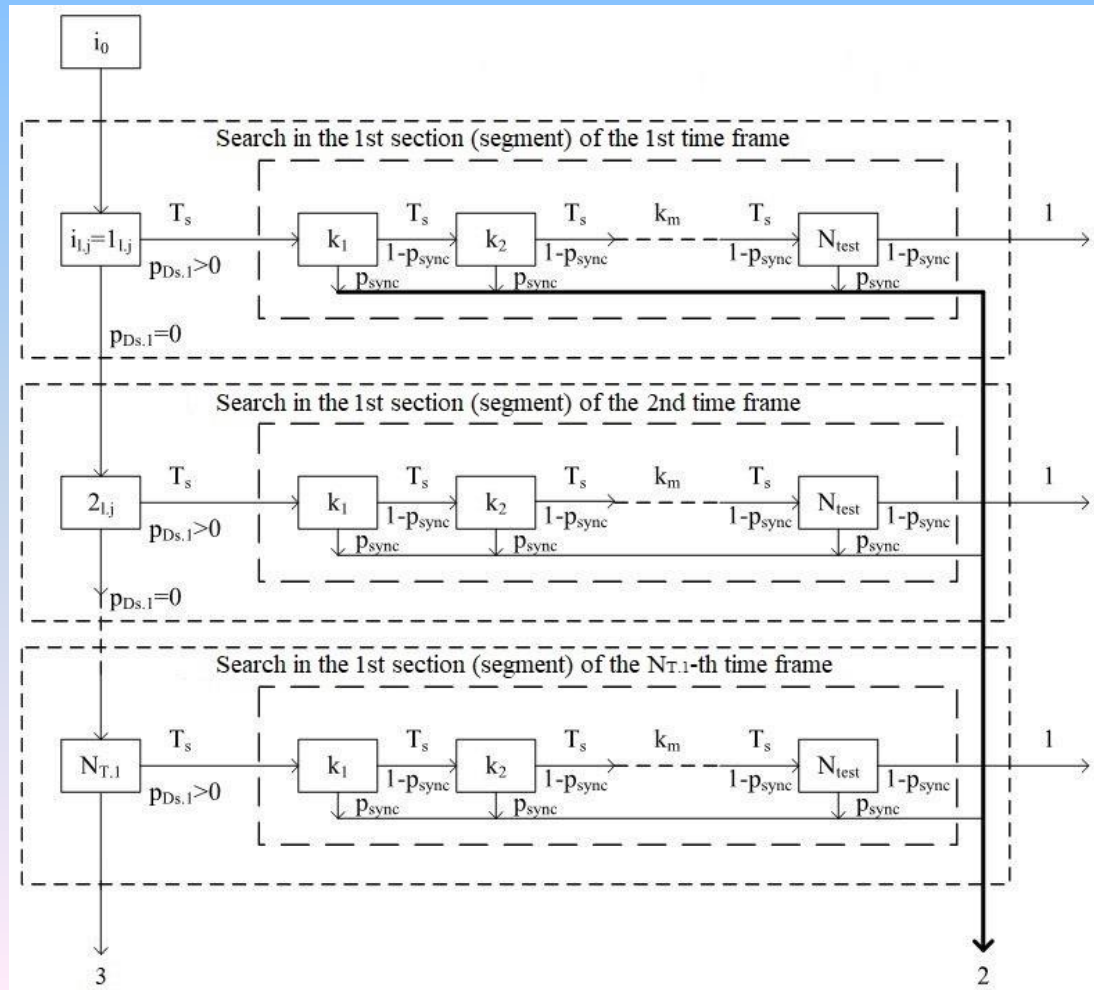 i₀
Search in the 1st section (segment) of the 1st time frame
Tₛ Tₛ Tₛ kₘ Tₛ 1
i₁.ⱼ=1₁.ⱼ k₁ k₂ Ntest
pDs.1>0 1-psync 1-psync 1-psync 1-psync
psync psync psync
pDs.1=0
Search in the 1st section (segment) of the 2nd time frame
Tₛ Tₛ Tₛ kₘ Tₛ 1
2₁.ⱼ k₁ k₂ Ntest
pDs.1>0 1-psync 1-psync 1-psync 1-psync
psync psync psync
pDs.1=0
Search in the 1st section (segment) of the NT.1-th time frame
Tₛ Tₛ Tₛ kₘ Tₛ 1
NT.1 k₁ k₂ Ntest
pDs.1>0 1-psync 1-psync 1-psync 1-psync
psync psync psync
3 2